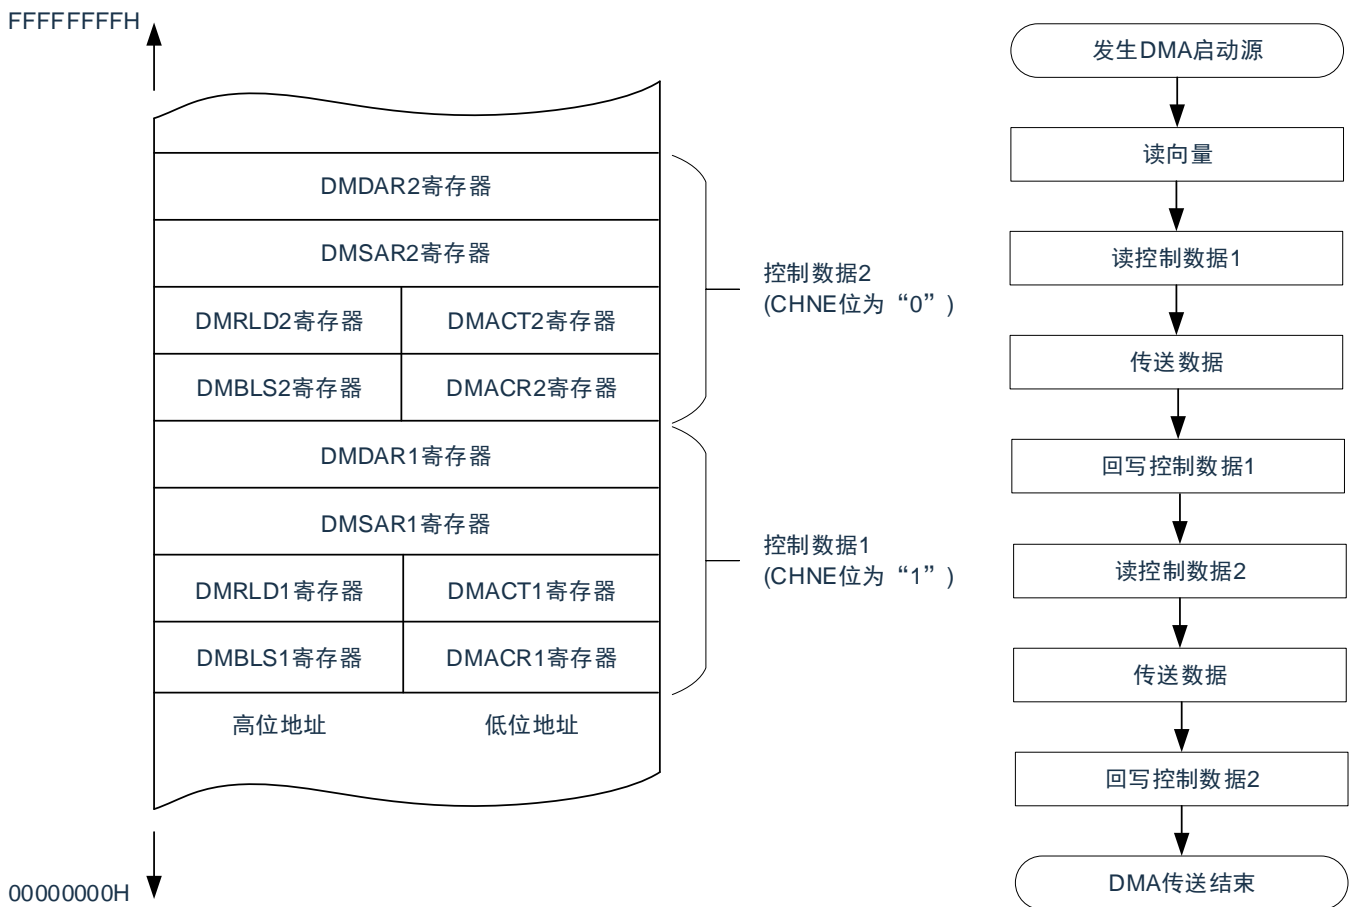 FFFFFFFFH
DMDAR2寄存器
DMSAR2寄存器
DMRLD2寄存器 DMACT2寄存器
DMBLS2寄存器 DMACR2寄存器
控制数据2
(CHNE位为“0”)
DMDAR1寄存器
DMSAR1寄存器
DMRLD1寄存器 DMACT1寄存器
DMBLS1寄存器 DMACR1寄存器
控制数据1
(CHNE位为“1”)
高位地址 低位地址
00000000H
发生DMA启动源
读向量
读控制数据1
传送数据
回写控制数据1
读控制数据2
传送数据
回写控制数据2
DMA传送结束